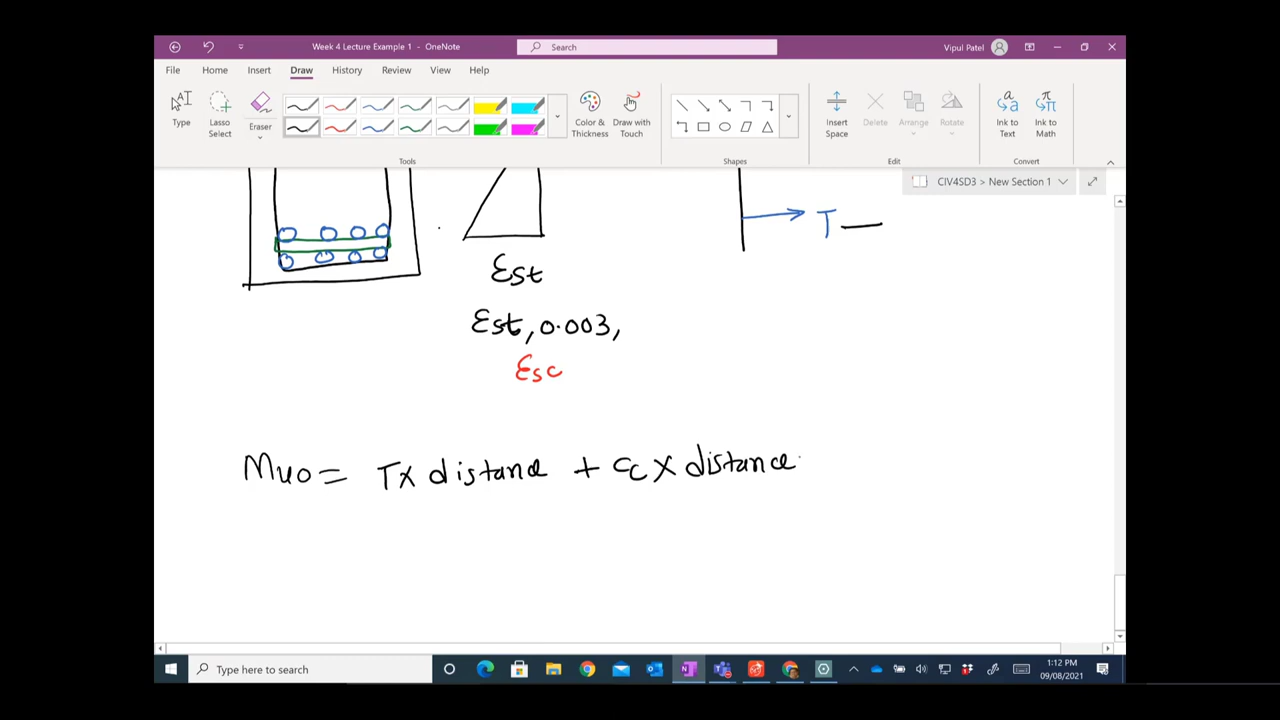 Week 4 Lecture Example 1 - OneNote
Search
Vipul Patel
File Home Insert Draw History Review View Help
Type
Lasso Select
Eraser
Color & Thickness
Draw with Touch
Insert Space
Delete
Arrange
Rotate
Ink to Text
Ink to Math
Tools
Shapes
Edit
Convert
CIV4SD3 > New Section 1
T
Ɛst
Ɛst, 0.003,
Ɛsc
Muo = T x distance + Cc x distance
Type here to search
1:12 PM
09/08/2021